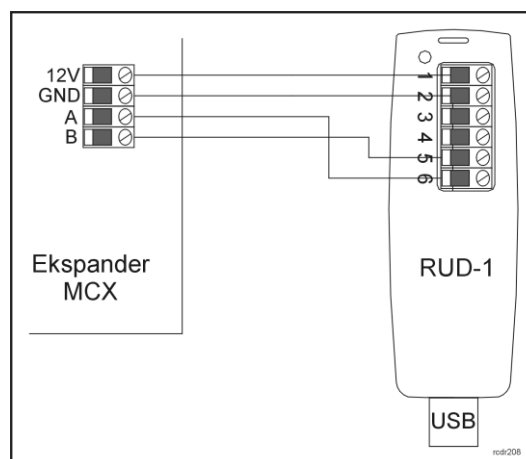 12V
GND
A
B
1
2
3
4
5
6
Ekspander
MCX
RUD-1
USB
rcdr208